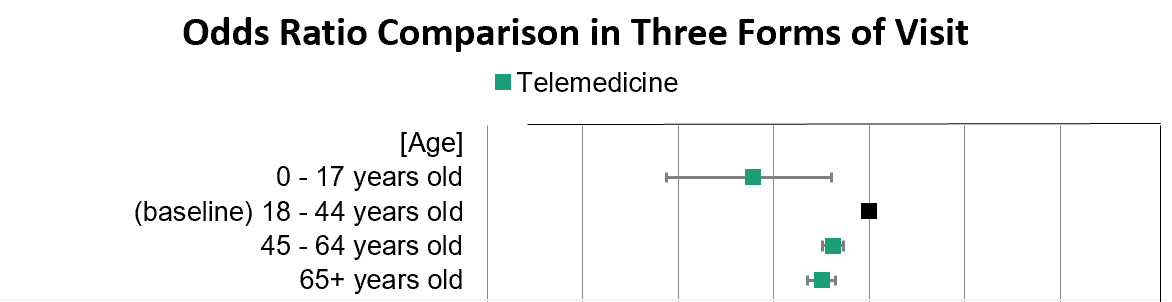 Odds Ratio Comparison in Three Forms of Visit
Telemedicine
[Age]
0 - 17 years old
(baseline) 18 - 44 years old
45 - 64 years old
65+ years old